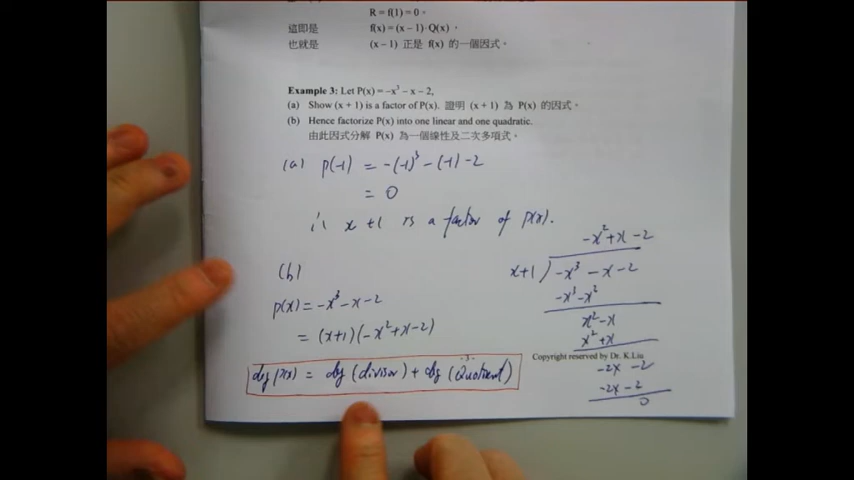 R = f(1) = 0。
這即是 f(x) = (x − 1)·Q(x)，
也就是 (x − 1) 正是 f(x) 的一個因式。
Example 3: Let P(x) = −x³ − x − 2,
(a) Show (x + 1) is a factor of P(x). 證明 (x + 1) 為 P(x) 的因式。
(b) Hence factorize P(x) into one linear and one quadratic.
由此因式分解 P(x) 為一個線性及二次多項式。
(a) P(-1) = -(-1)³ - (-1) - 2
= 0
∴ x + 1 is a factor of P(x).
(b)
P(x) = -x³ - x - 2
= (x+1)(-x²+x-2)
deg P(x) = deg (divisor) + deg (Quotient)
-x²+x-2
x+1 ) -x³ - x - 2
-x³ - x²
x² - x
x² + x
-2x - 2
-2x - 2
0
- 3 -
Copyright reserved by Dr. K.Liu